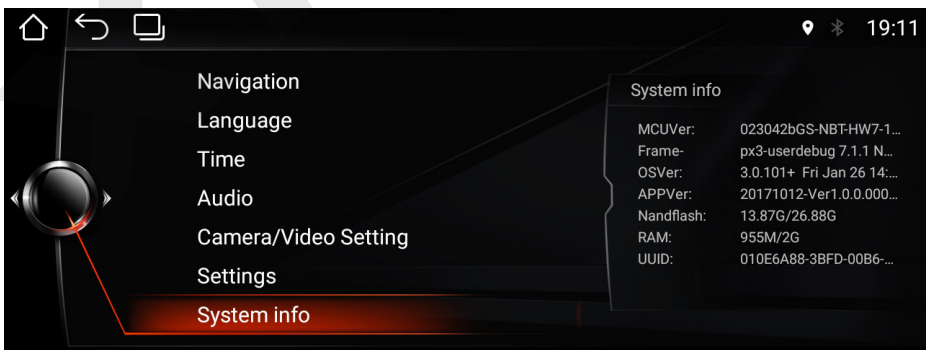 19:11
Navigation
Language
Time
Audio
Camera/Video Setting
Settings
System info
System info
MCUVer: 023042bGS-NBT-HW7-1...
Frame- px3-userdebug 7.1.1 N...
OSVer: 3.0.101+ Fri Jan 26 14:...
APPVer: 20171012-Ver1.0.0.000...
Nandflash: 13.87G/26.88G
RAM: 955M/2G
UUID: 010E6A88-3BFD-00B6-...